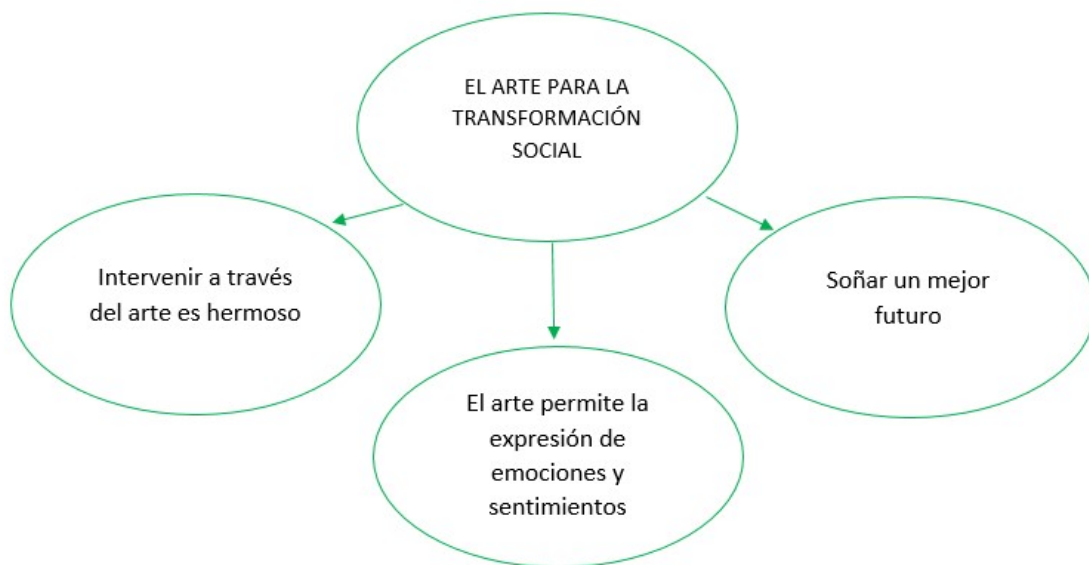 EL ARTE PARA LA
TRANSFORMACIÓN
SOCIAL
Intervenir a través
del arte es hermoso
El arte permite la
expresión de
emociones y
sentimientos
Soñar un mejor
futuro